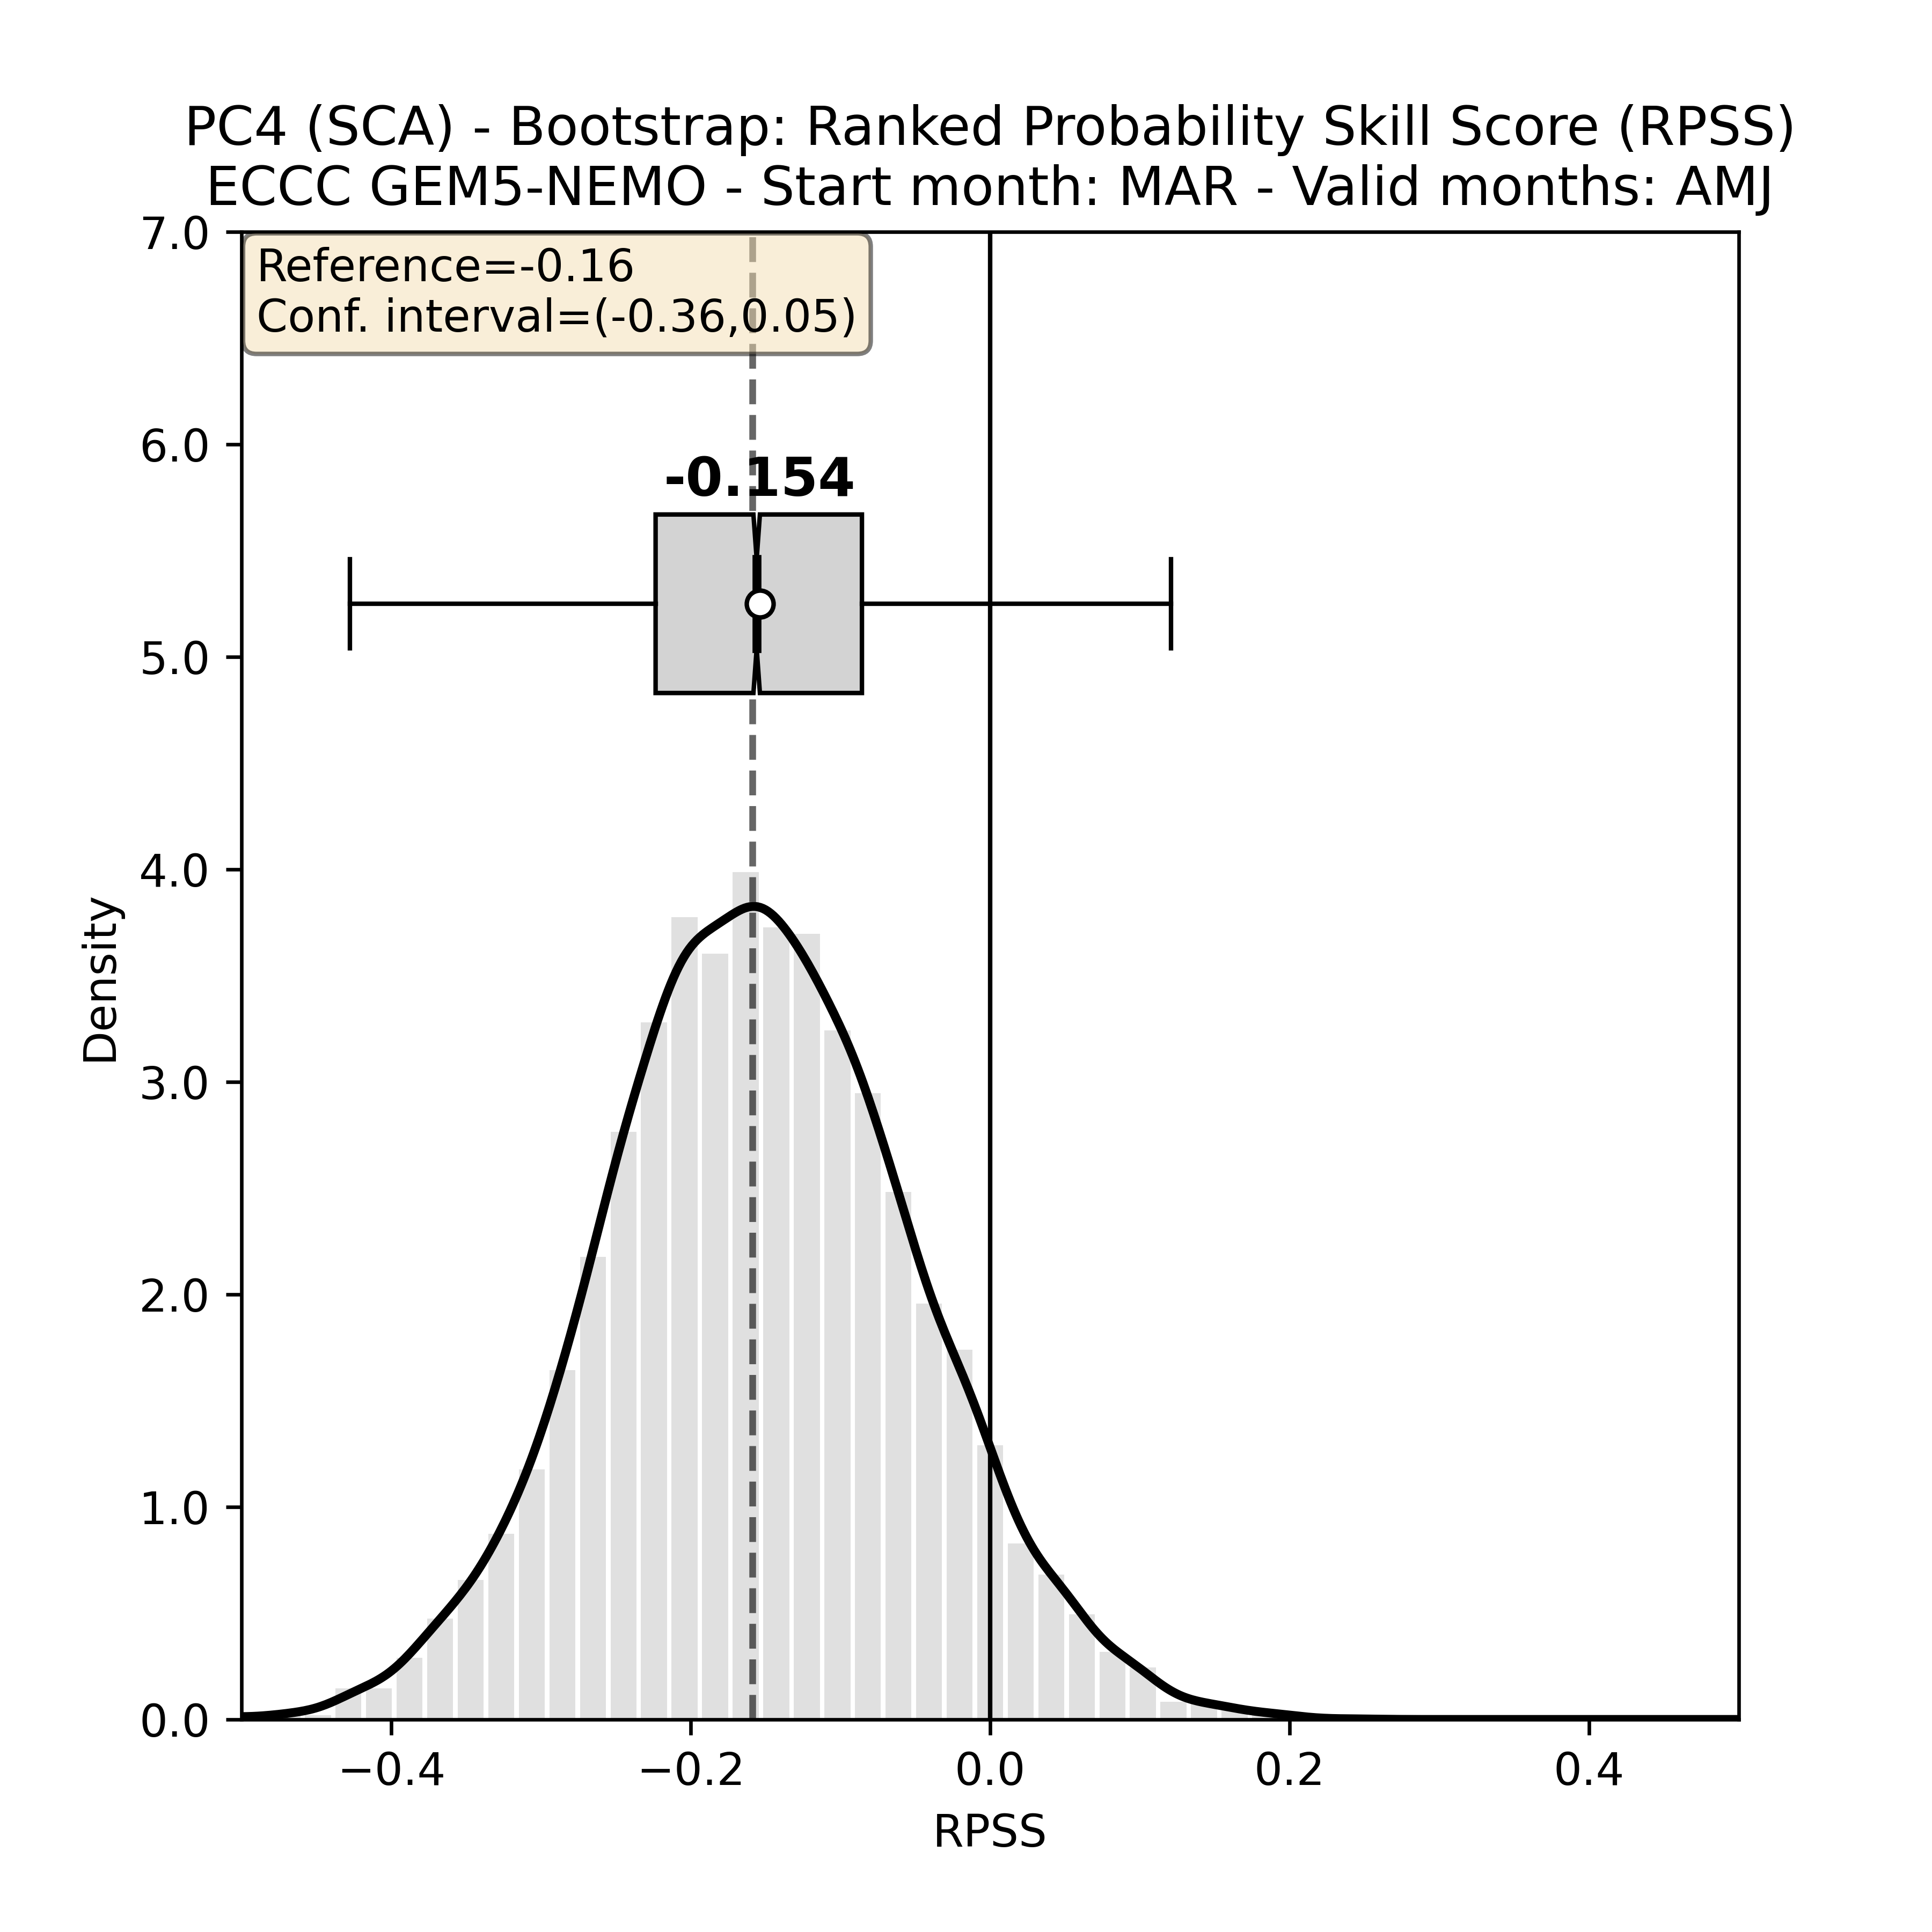 PC4 (SCA) - Bootstrap: Ranked Probability Skill Score (RPSS)
ECCC GEM5-NEMO - Start month: MAR - Valid months: AMJ
Reference=-0.16
Conf. interval=(-0.36,0.05)
-0.154
7.0
6.0
5.0
4.0
3.0
2.0
1.0
0.0
Density
−0.4 −0.2 0.0 0.2 0.4
RPSS